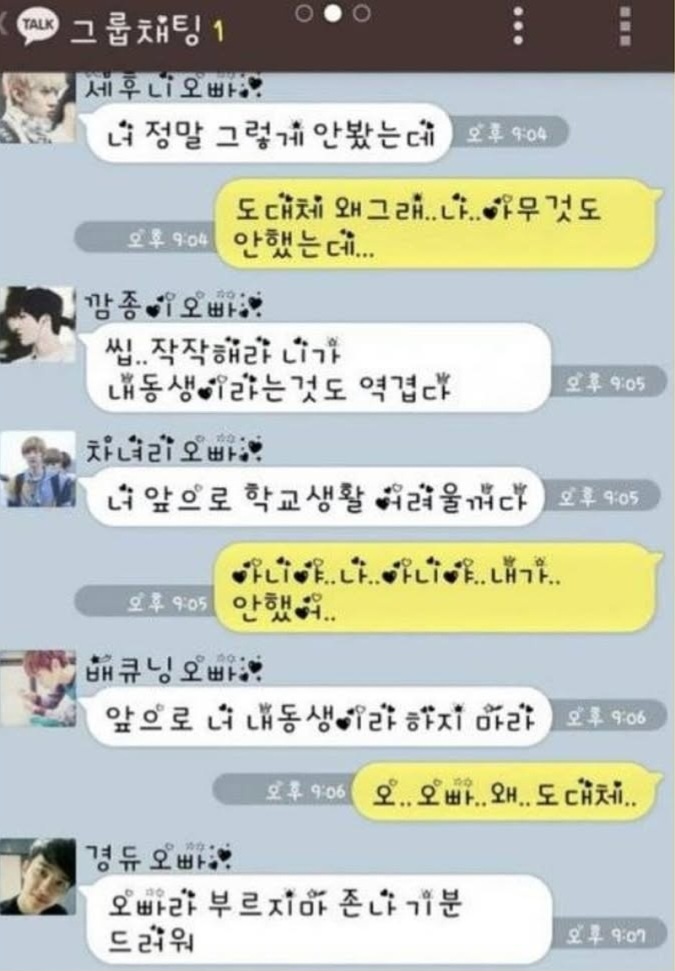 TALK 그룹채팅 1
세후니오빠
너 정말 그렇게 안봤는데
오후 9:04
도대체 왜그래..나..아무것도
안했는데...
오후 9:04
깜종이오빠
씹..작작해라 니가
내동생이라는것도 역겹다
오후 9:05
차녀리오빠
너 앞으로 학교생활 어려울꺼다
오후 9:05
아니야..나..아니야..내가..
안했어..
오후 9:05
배큐닝오빠
앞으로 너 내동생이라 하지 마라
오후 9:06
오..오빠..왜..도대체..
오후 9:06
경듀오빠
오빠라 부르지마 존나 기분
드러워
오후 9:07